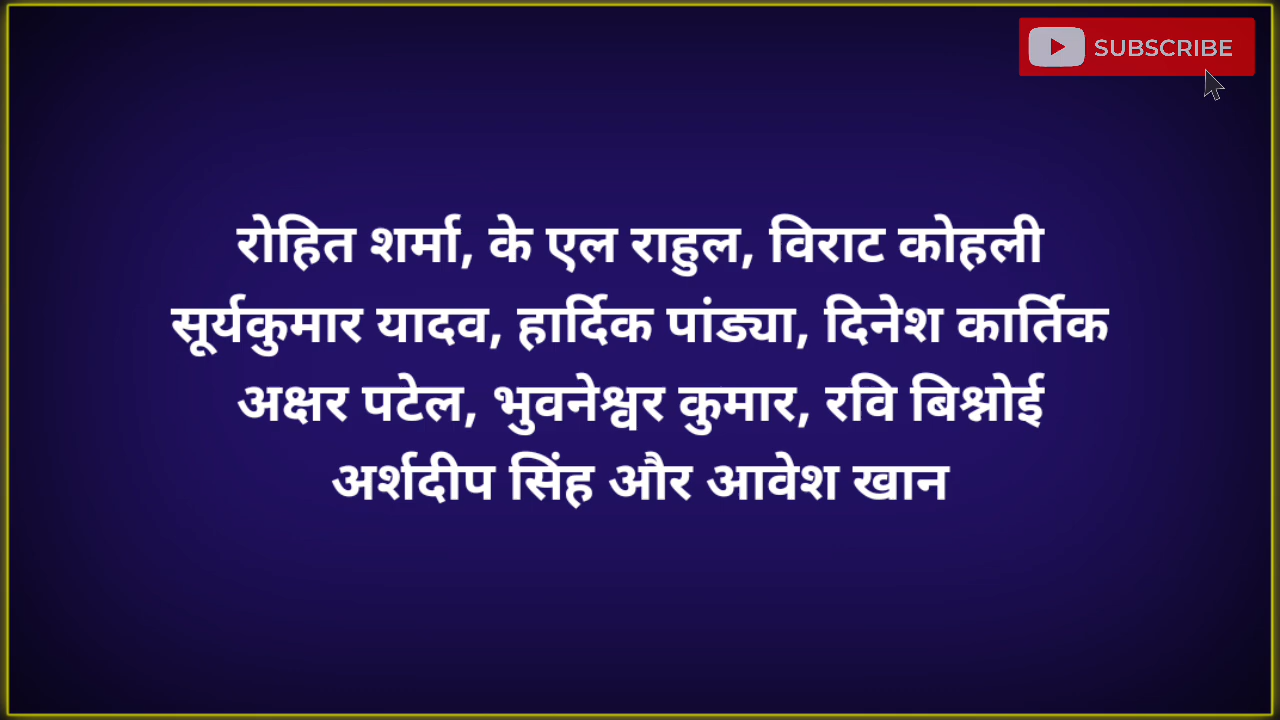 SUBSCRIBE
रोहित शर्मा, के एल राहुल, विराट कोहली
सूर्यकुमार यादव, हार्दिक पांड्या, दिनेश कार्तिक
अक्षर पटेल, भुवनेश्वर कुमार, रवि बिश्नोई
अर्शदीप सिंह और आवेश खान